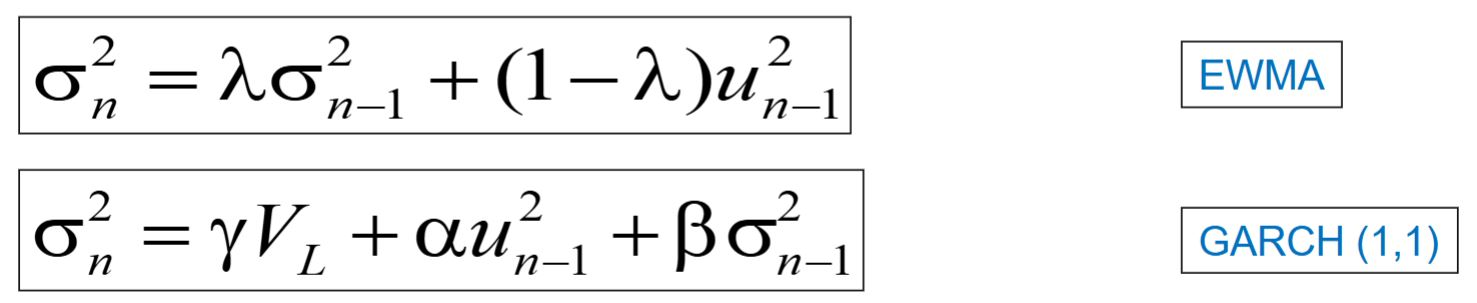 σ²ₙ = λσ²ₙ₋₁ + (1 − λ)u²ₙ₋₁ EWMA
σ²ₙ = γV_L + αu²ₙ₋₁ + βσ²ₙ₋₁ GARCH (1,1)